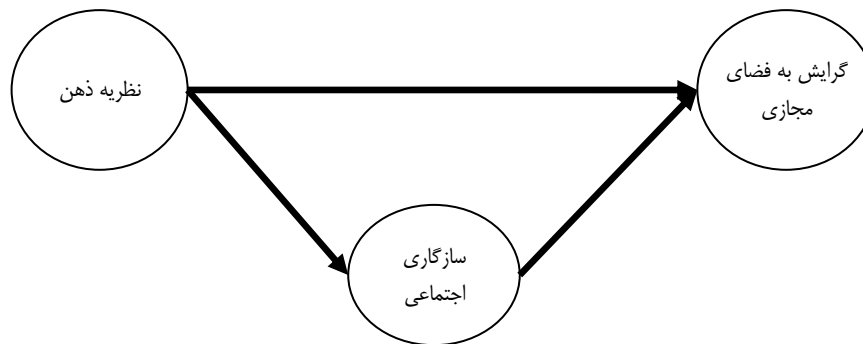 نظریه ذهن
گرایش به فضای
مجازی
سازگاری
اجتماعی